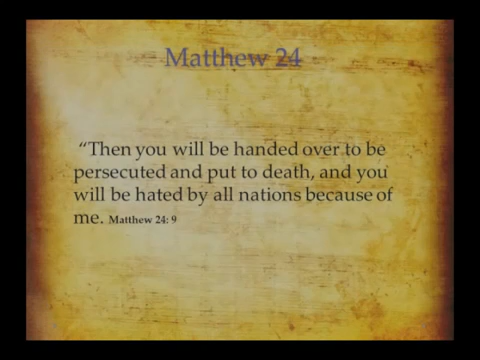 Matthew 24
“Then you will be handed over to be
persecuted and put to death, and you
will be hated by all nations because of
me. Matthew 24: 9